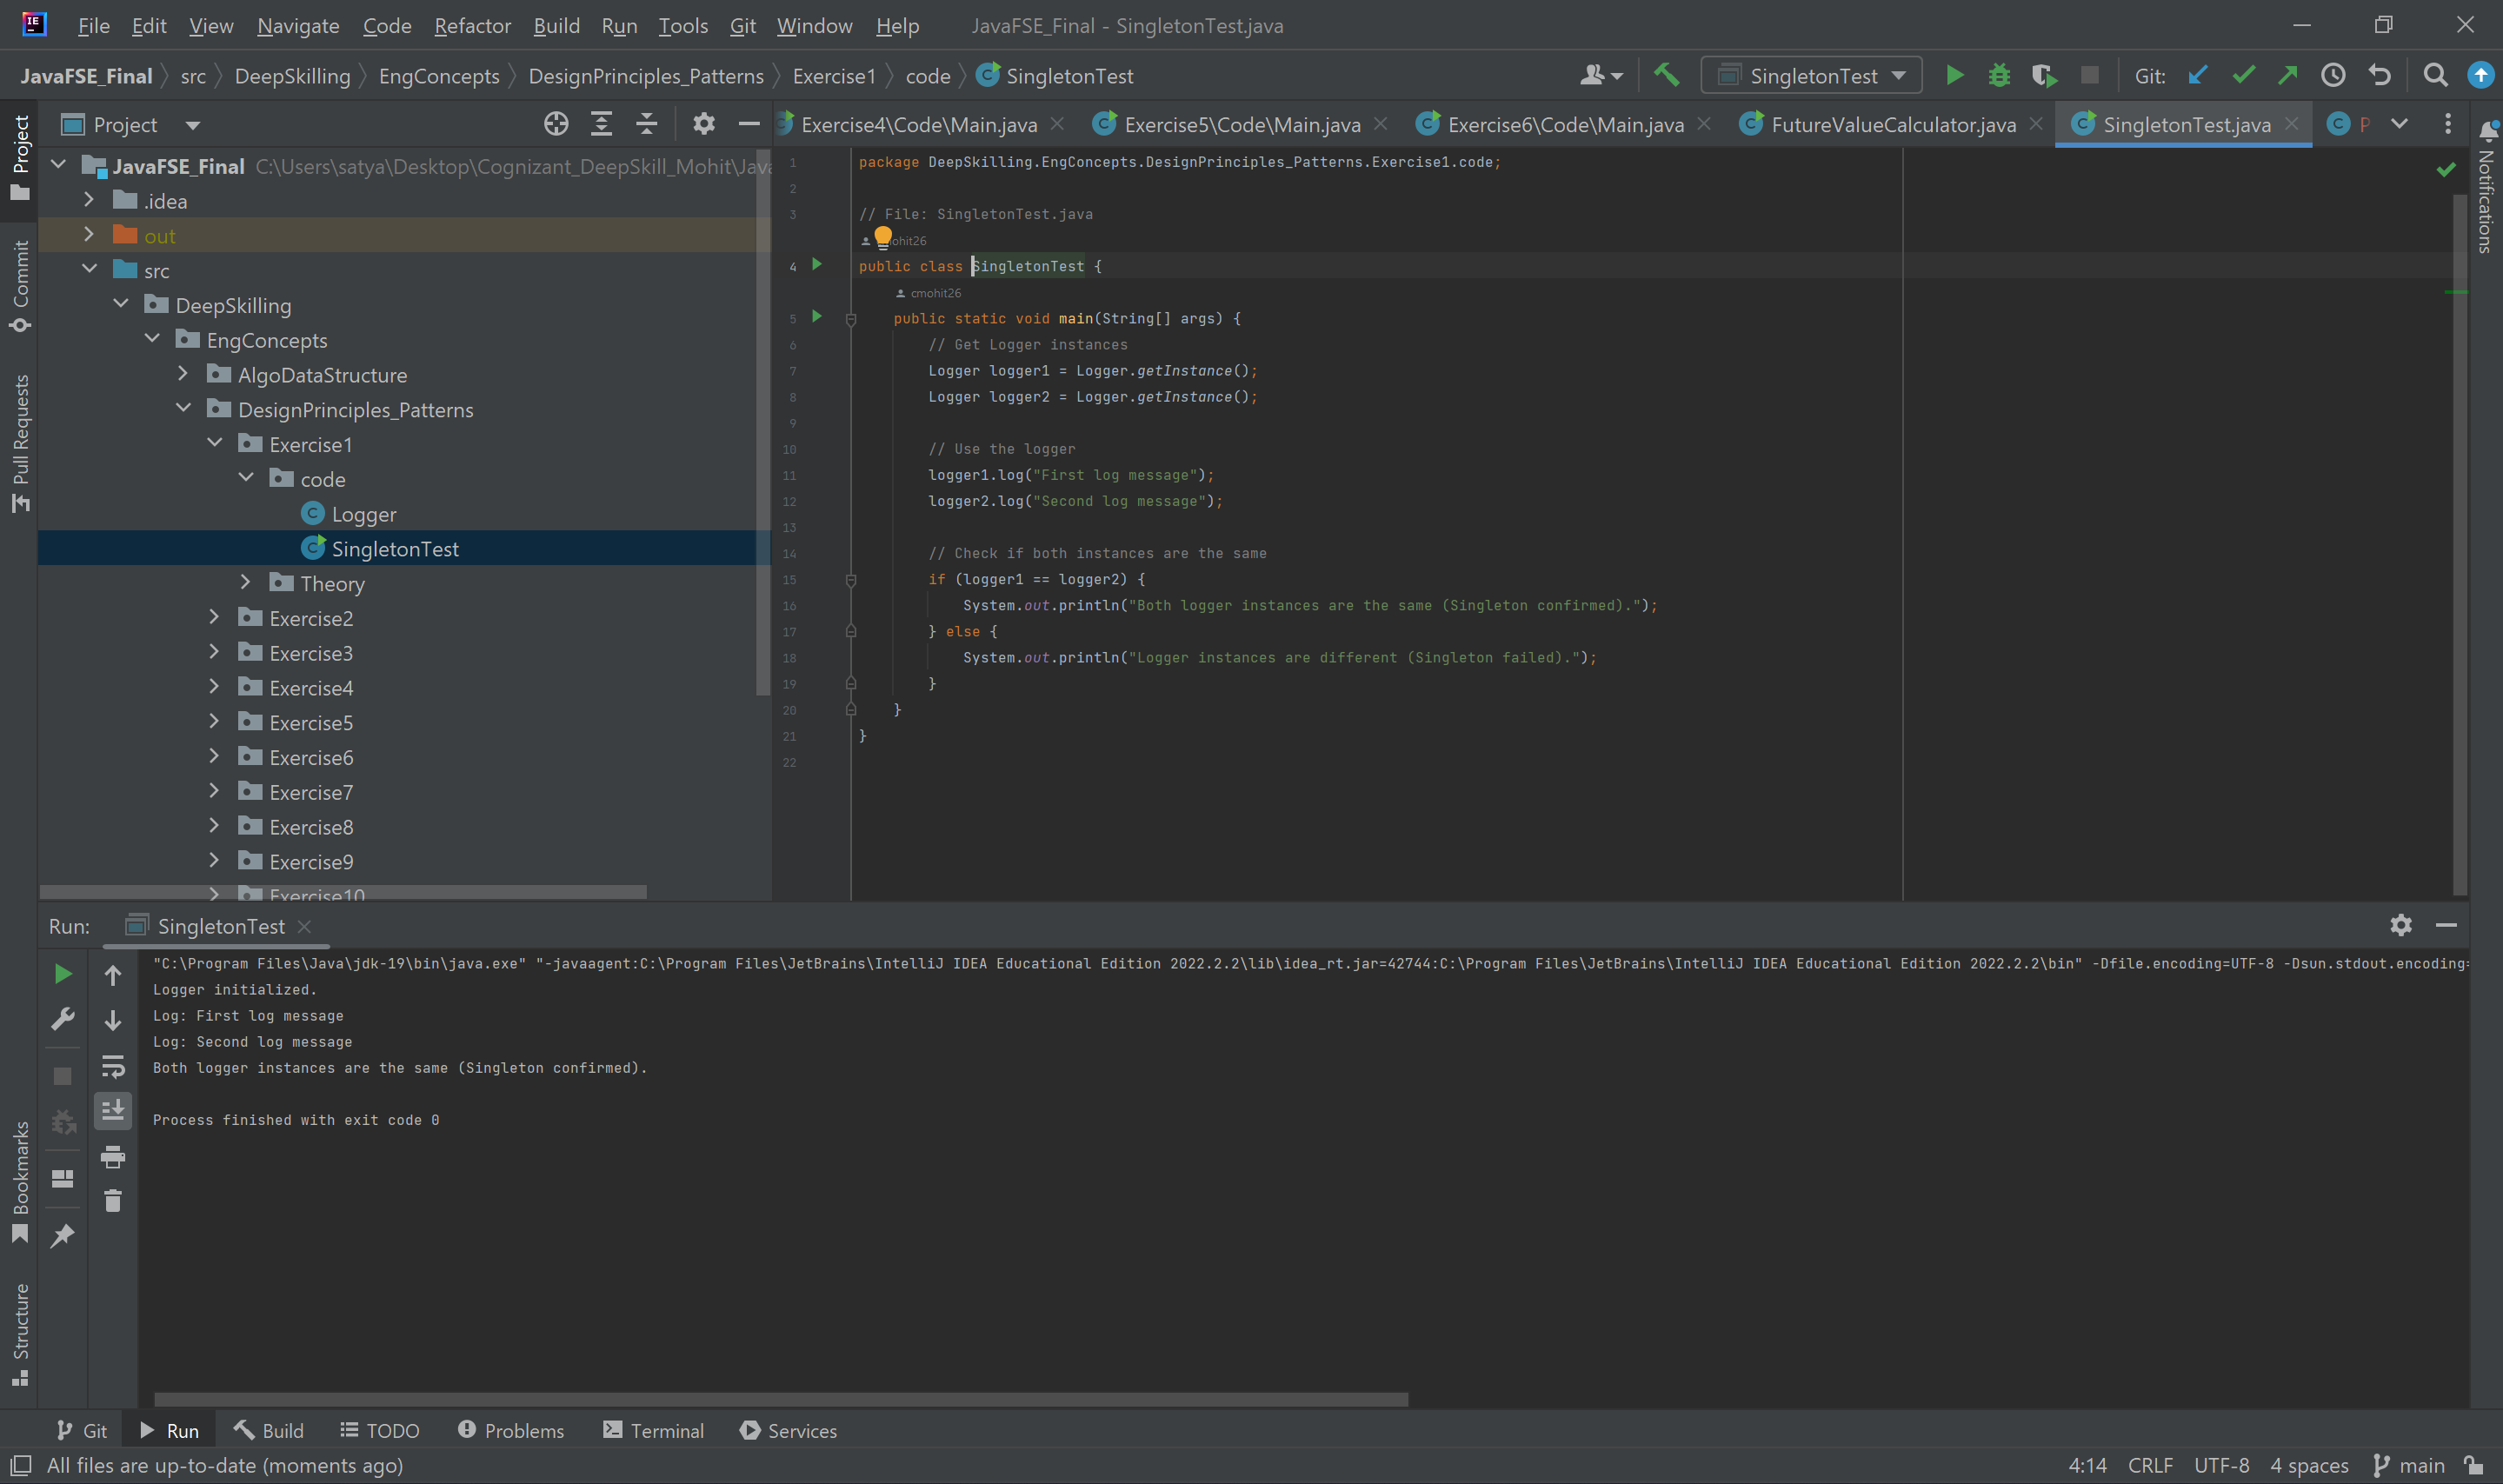 File Edit View Navigate Code Refactor Build Run Tools Git Window Help JavaFSE_Final - SingletonTest.java
JavaFSE_Final src DeepSkilling EngConcepts DesignPrinciples_Patterns Exercise1 code SingletonTest SingletonTest Git:
Project Exercise4\Code\Main.java Exercise5\Code\Main.java Exercise6\Code\Main.java FutureValueCalculator.java SingletonTest.java P
Project
Commit
Pull Requests
Bookmarks
Structure
Notifications
JavaFSE_Final C:\Users\satya\Desktop\Cognizant_DeepSkill_Mohit\Java
.idea
out
src
DeepSkilling
EngConcepts
AlgoDataStructure
DesignPrinciples_Patterns
Exercise1
code
Logger
SingletonTest
Theory
Exercise2
Exercise3
Exercise4
Exercise5
Exercise6
Exercise7
Exercise8
Exercise9
Exercise10
1 package DeepSkilling.EngConcepts.DesignPrinciples_Patterns.Exercise1.code;
2
3 // File: SingletonTest.java
ohit26
4 public class SingletonTest {
cmohit26
5 public static void main(String[] args) {
6 // Get Logger instances
7 Logger logger1 = Logger.getInstance();
8 Logger logger2 = Logger.getInstance();
9
10 // Use the logger
11 logger1.log("First log message");
12 logger2.log("Second log message");
13
14 // Check if both instances are the same
15 if (logger1 == logger2) {
16 System.out.println("Both logger instances are the same (Singleton confirmed).");
17 } else {
18 System.out.println("Logger instances are different (Singleton failed).");
19 }
20 }
21 }
22
Run: SingletonTest
"C:\Program Files\Java\jdk-19\bin\java.exe" "-javaagent:C:\Program Files\JetBrains\IntelliJ IDEA Educational Edition 2022.2.2\lib\idea_rt.jar=42744:C:\Program Files\JetBrains\IntelliJ IDEA Educational Edition 2022.2.2\bin" -Dfile.encoding=UTF-8 -Dsun.stdout.encoding=
Logger initialized.
Log: First log message
Log: Second log message
Both logger instances are the same (Singleton confirmed).
Process finished with exit code 0
Git Run Build TODO Problems Terminal Services
All files are up-to-date (moments ago) 4:14 CRLF UTF-8 4 spaces main